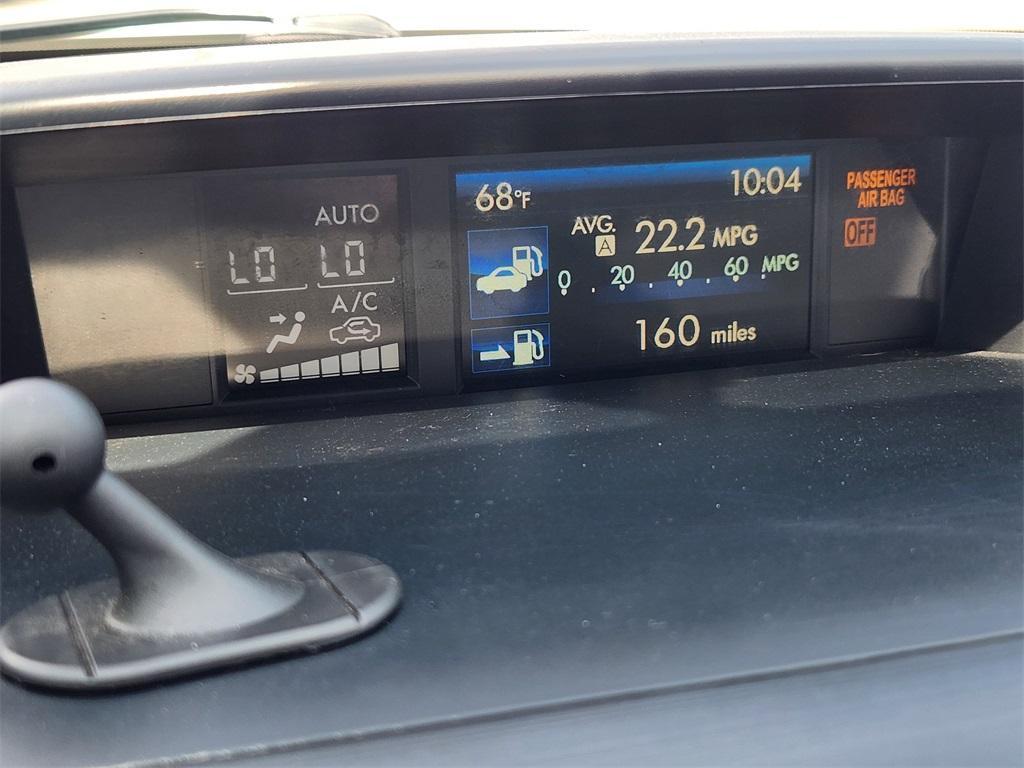 AUTO
LO LO
A/C
68°F 10:04
AVG. A 22.2 MPG
0 . 20 . 40 . 60 . MPG
160 miles
PASSENGER
AIR BAG
OFF